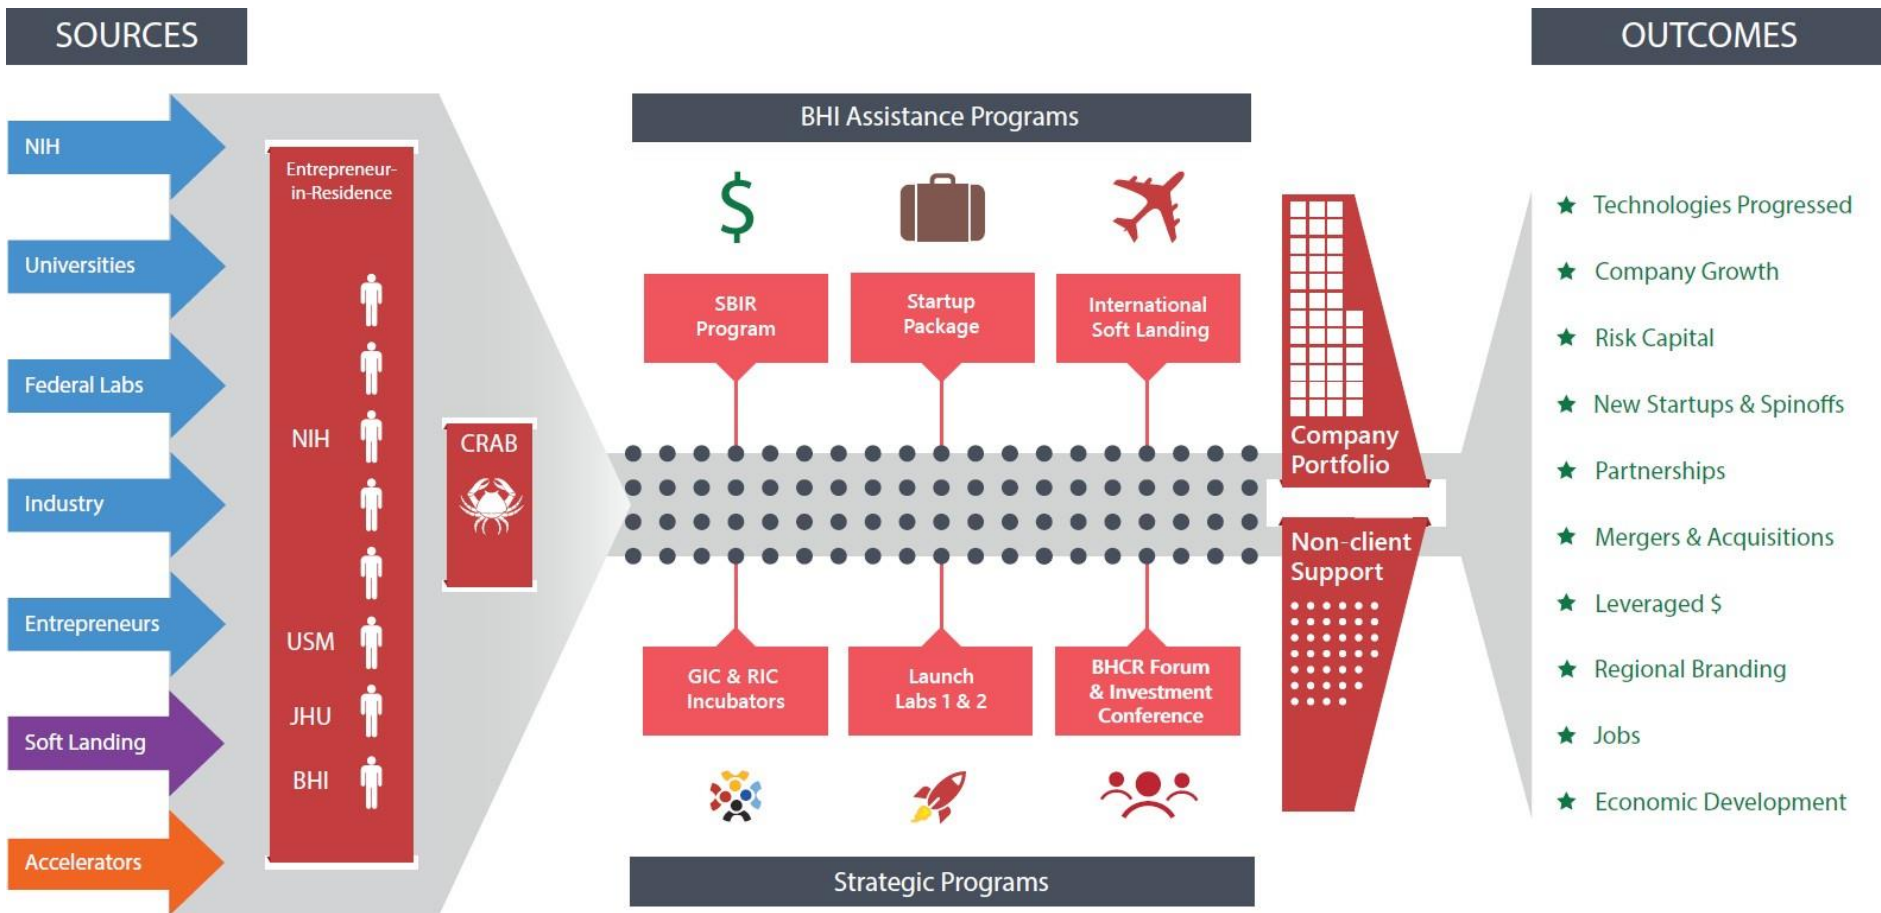 SOURCES
NIH
Universities
Federal Labs
Industry
Entrepreneurs
Soft Landing
Accelerators
Entrepreneur-
in-Residence
NIH
USM
JHU
BHI
CRAB
BHI Assistance Programs
$
SBIR
Program
Startup
Package
International
Soft Landing
GIC & RIC
Incubators
Launch
Labs 1 & 2
BHCR Forum
& Investment
Conference
Strategic Programs
Company
Portfolio
Non-client
Support
OUTCOMES
Technologies Progressed
Company Growth
Risk Capital
New Startups & Spinoffs
Partnerships
Mergers & Acquisitions
Leveraged $
Regional Branding
Jobs
Economic Development